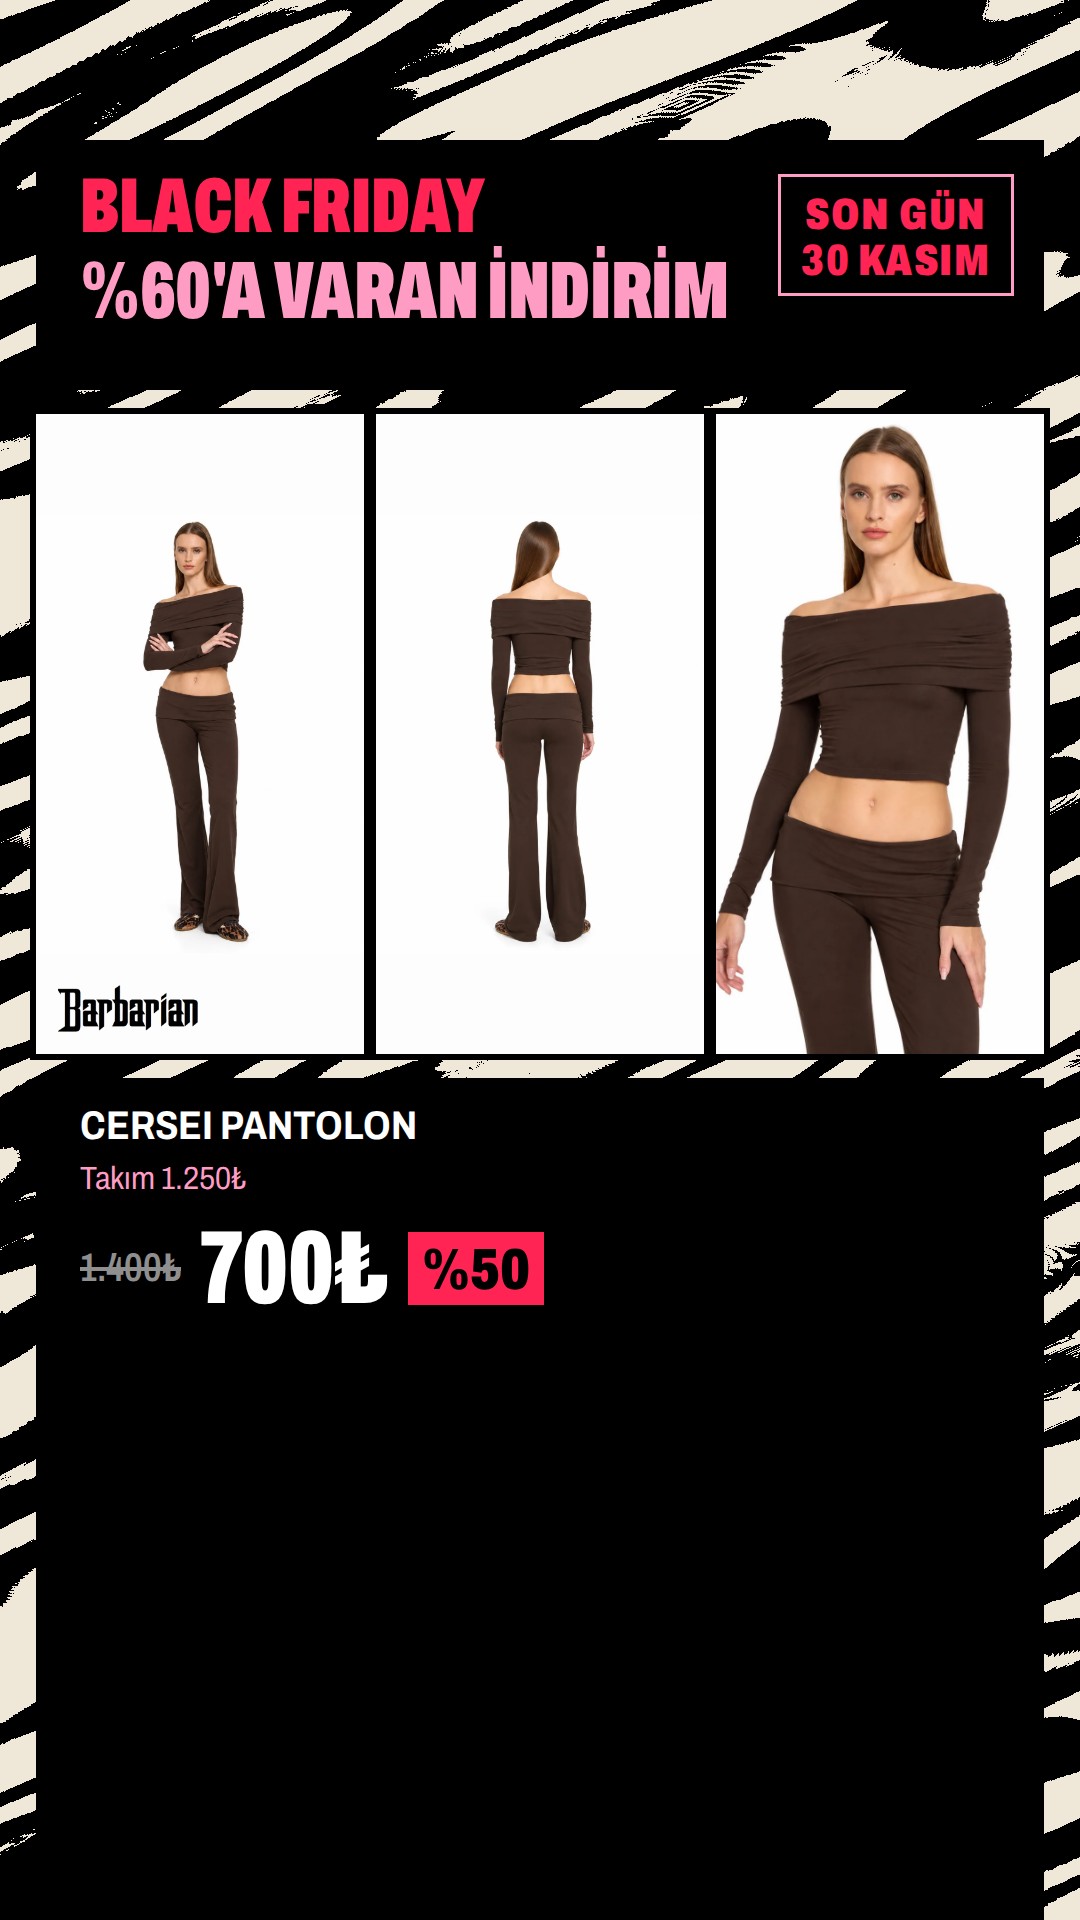 BLACK FRIDAY
%60'A VARAN İNDİRİM
SON GÜN
30 KASIM
Barbarian
CERSEI PANTOLON
Takım 1.250₺
1.400₺ 700₺ %50